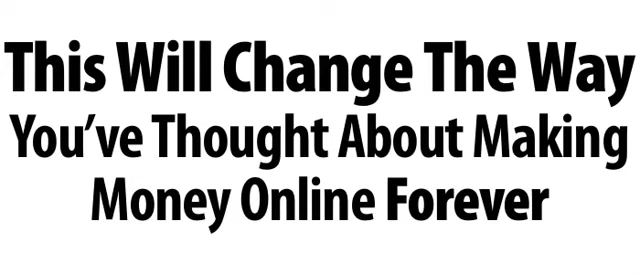 This Will Change The Way
You've Thought About Making
Money Online Forever